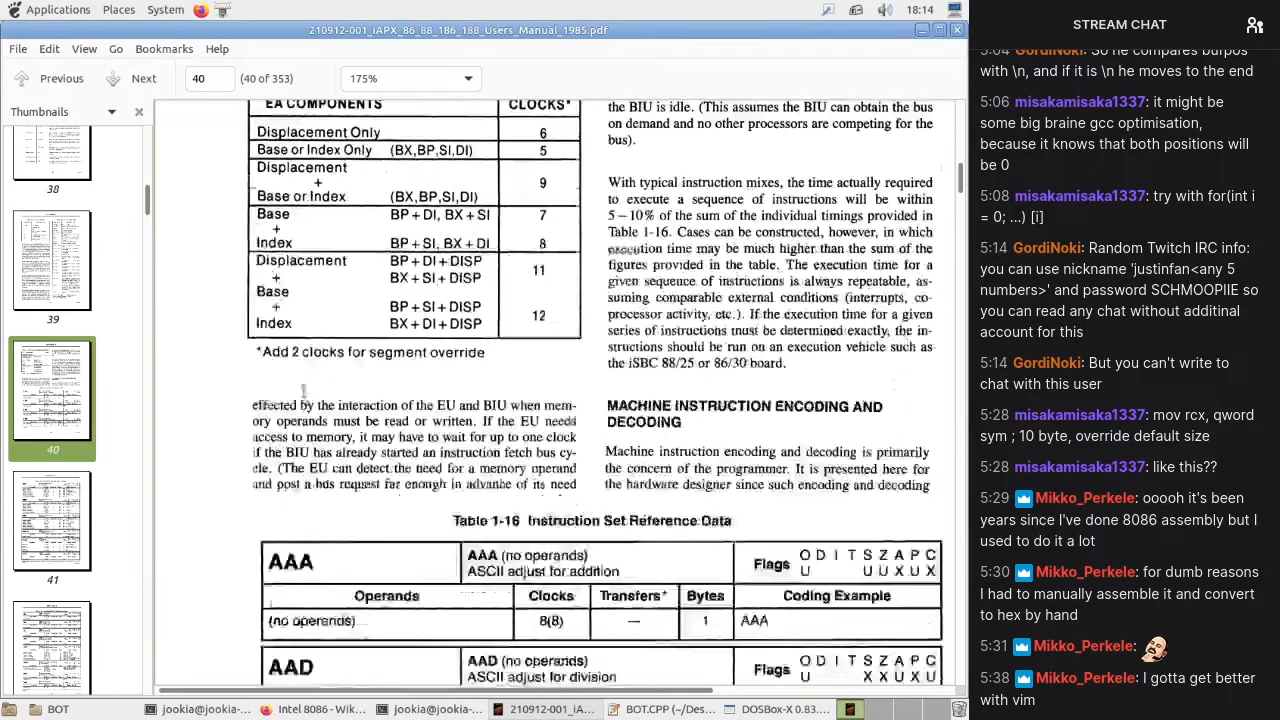 Applications Places System 18:14
210912-001_iAPX_86_88_186_188_Users_Manual_1985.pdf
File Edit View Go Bookmarks Help
Previous Next 40 (40 of 353) 175%
Thumbnails
38
39
40
41
EA COMPONENTS CLOCKS*
Displacement Only 6
Base or Index Only (BX,BP,SI,DI) 5
Displacement
+ 9
Base or Index (BX,BP,SI,DI)
Base BP + DI, BX + SI 7
+
Index BP + SI, BX + DI 8
Displacement BP + DI + DISP
+ BX + SI + DISP 11
Base
+ BP + SI + DISP
Index BX + DI + DISP 12
*Add 2 clocks for segment override
effected by the interaction of the EU and BIU when mem-
ory operands must be read or written. If the EU needs
access to memory, it may have to wait for up to one clock
if the BIU has already started an instruction fetch bus cy-
cle. (The EU can detect the need for a memory operand
and post a bus request far enough in advance of its need
the BIU is idle. (This assumes the BIU can obtain the bus
on demand and no other processors are competing for the
bus).
With typical instruction mixes, the time actually required
to execute a sequence of instructions will be within
5–10% of the sum of the individual timings provided in
Table 1-16. Cases can be constructed, however, in which
execution time may be much higher than the sum of the
figures provided in the table. The execution time for a
given sequence of instructions is always repeatable, as-
suming comparable external conditions (interrupts, co-
processor activity, etc.). If the execution time for a given
series of instructions must be determined exactly, the in-
structions should be run on an execution vehicle such as
the iSBC 88/25 or 86/30 board.
MACHINE INSTRUCTION ENCODING AND
DECODING
Machine instruction encoding and decoding is primarily
the concern of the programmer. It is presented here for
the hardware designer since such encoding and decoding
Table 1-16 Instruction Set Reference Data
AAA AAA (no operands) Flags O D I T S Z A P C
ASCII adjust for addition U U U X U X
Operands Clocks Transfers* Bytes Coding Example
(no operands) 8(8) — 1 AAA
AAD AAD (no operands) Flags O D I T S Z A P C
ASCII adjust for division U X X U X U
BOT jookia@jookia-... Intel 8086 - Wik... jookia@jookia-... 210912-001_iA... BOT.CPP (~/Des... DOSBox-X 0.83....
STREAM CHAT
5:04 GordiNoki: So he compares bufpos
with \n, and if it is \n he moves to the end
5:06 misakamisaka1337: it might be
some big braine gcc optimisation,
because it knows that both positions will
be 0
5:08 misakamisaka1337: try with for(int i
= 0; ...) [i]
5:14 GordiNoki: Random Twitch IRC info:
you can use nickname 'justinfan<any 5
numbers>' and password SCHMOOPIIE so
you can read any chat without additinal
account for this
5:14 GordiNoki: But you can't write to
chat with this user
5:28 misakamisaka1337: mov rcx, qword
sym ; 10 byte, override default size
5:28 misakamisaka1337: like this??
5:29 Mikko_Perkele: ooooh it's been
years since I've done 8086 assembly but I
used to do it a lot
5:30 Mikko_Perkele: for dumb reasons
I had to manually assemble it and convert
to hex by hand
5:31 Mikko_Perkele:
5:38 Mikko_Perkele: I gotta get better
with vim